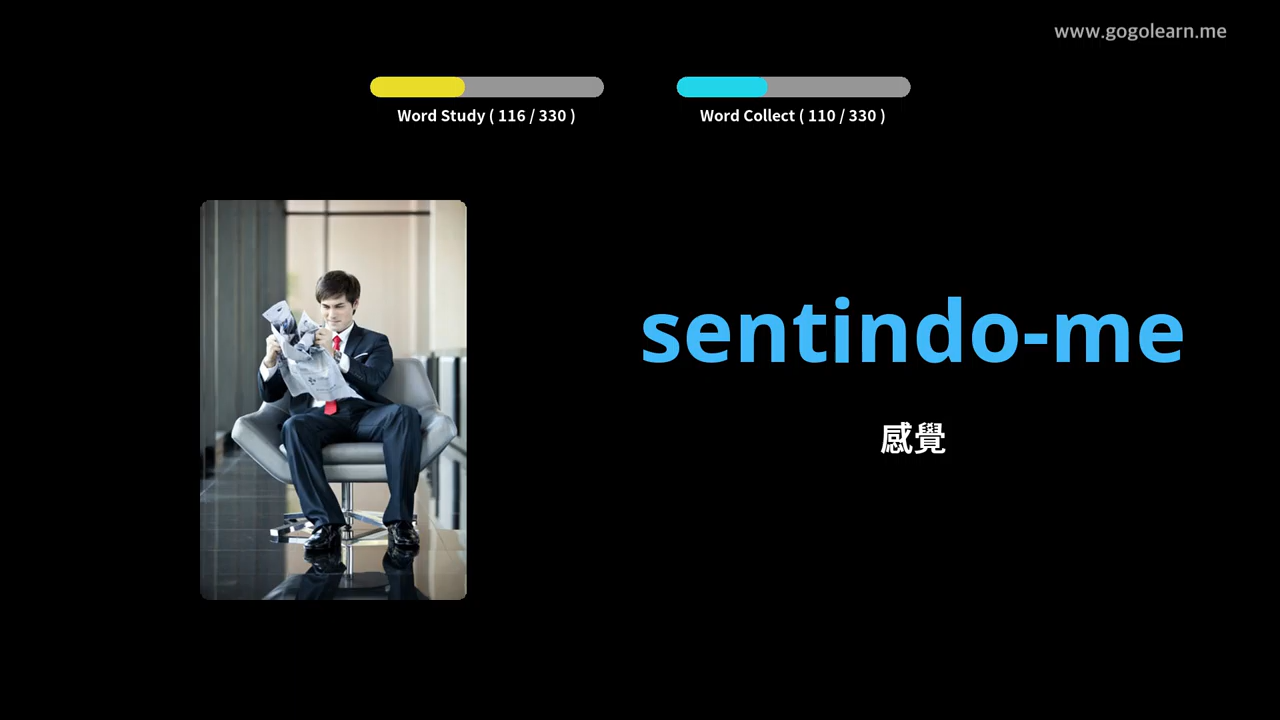 www.gogolearn.me
Word Study ( 116 / 330 )
Word Collect ( 110 / 330 )
sentindo-me
感覺